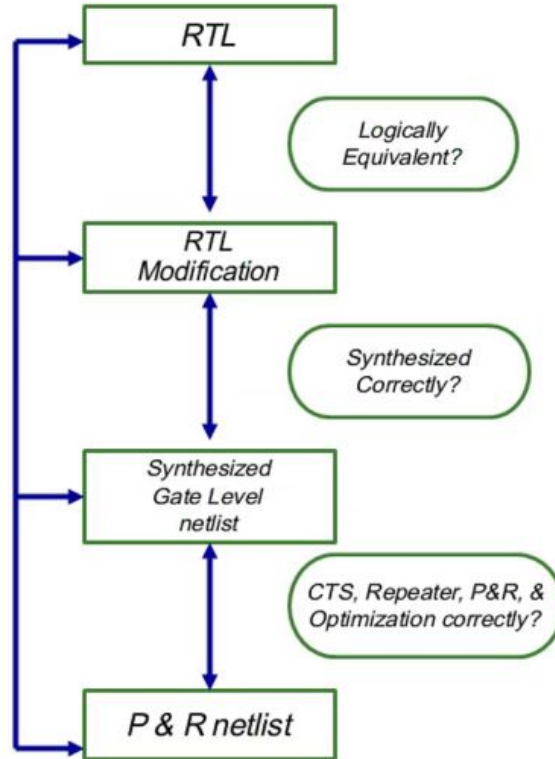 RTL
Logically
Equivalent?
RTL
Modification
Synthesized
Correctly?
Synthesized
Gate Level
netlist
CTS, Repeater, P&R, &
Optimization correctly?
P & R netlist